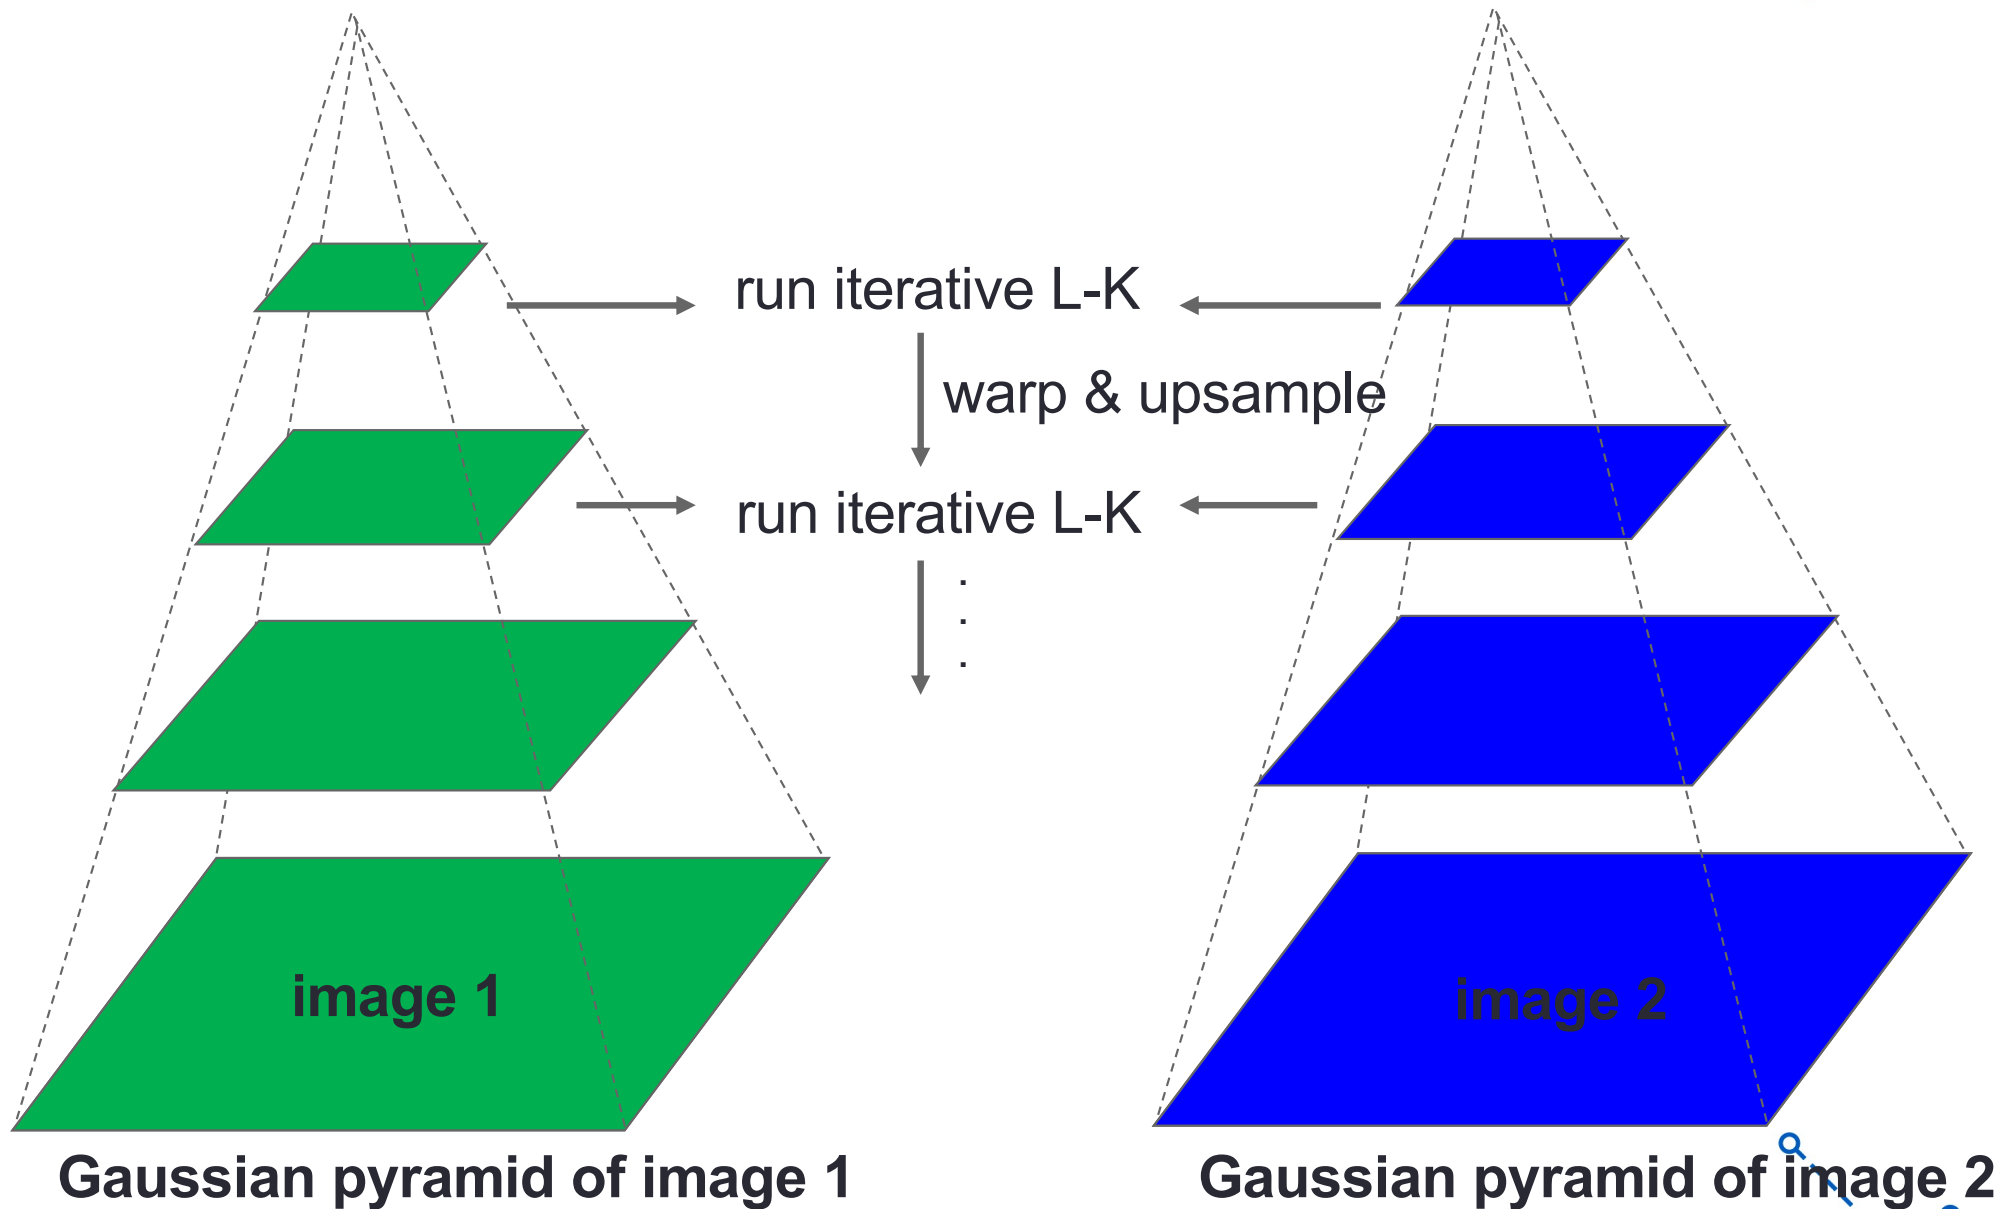 run iterative L-K
warp & upsample
run iterative L-K
.
.
.
image 1
image 2
Gaussian pyramid of image 1
Gaussian pyramid of image 2